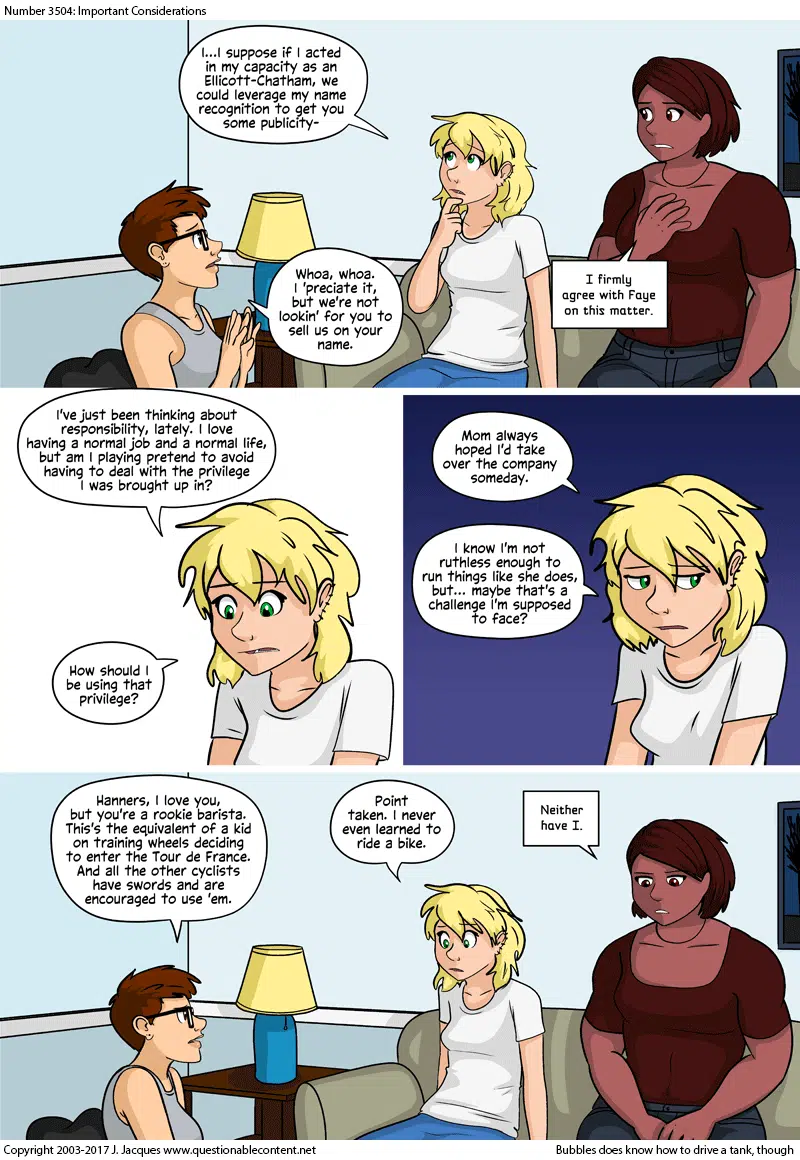 Number 3504: Important Considerations
I...I suppose if I acted
in my capacity as an
Ellicott-Chatham, we
could leverage my name
recognition to get you
some publicity-
Whoa, whoa.
I 'preciate it,
but we're not
lookin' for you to
sell us on your
name.
I firmly
agree with Faye
on this matter.
I've just been thinking about
responsibility, lately. I love
having a normal job and a normal life,
but am I playing pretend to avoid
having to deal with the privilege
I was brought up in?
How should I
be using that
privilege?
Mom always
hoped I'd take
over the company
someday.
I know I'm not
ruthless enough to
run things like she does,
but... maybe that's a
challenge I'm supposed
to face?
Hanners, I love you,
but you're a rookie barista.
This's the equivalent of a kid
on training wheels deciding
to enter the Tour de France.
And all the other cyclists
have swords and are
encouraged to use 'em.
Point
taken. I never
even learned to
ride a bike.
Neither
have I.
Copyright 2003-2017 J. Jacques www.questionablecontent.net
Bubbles does know how to drive a tank, though